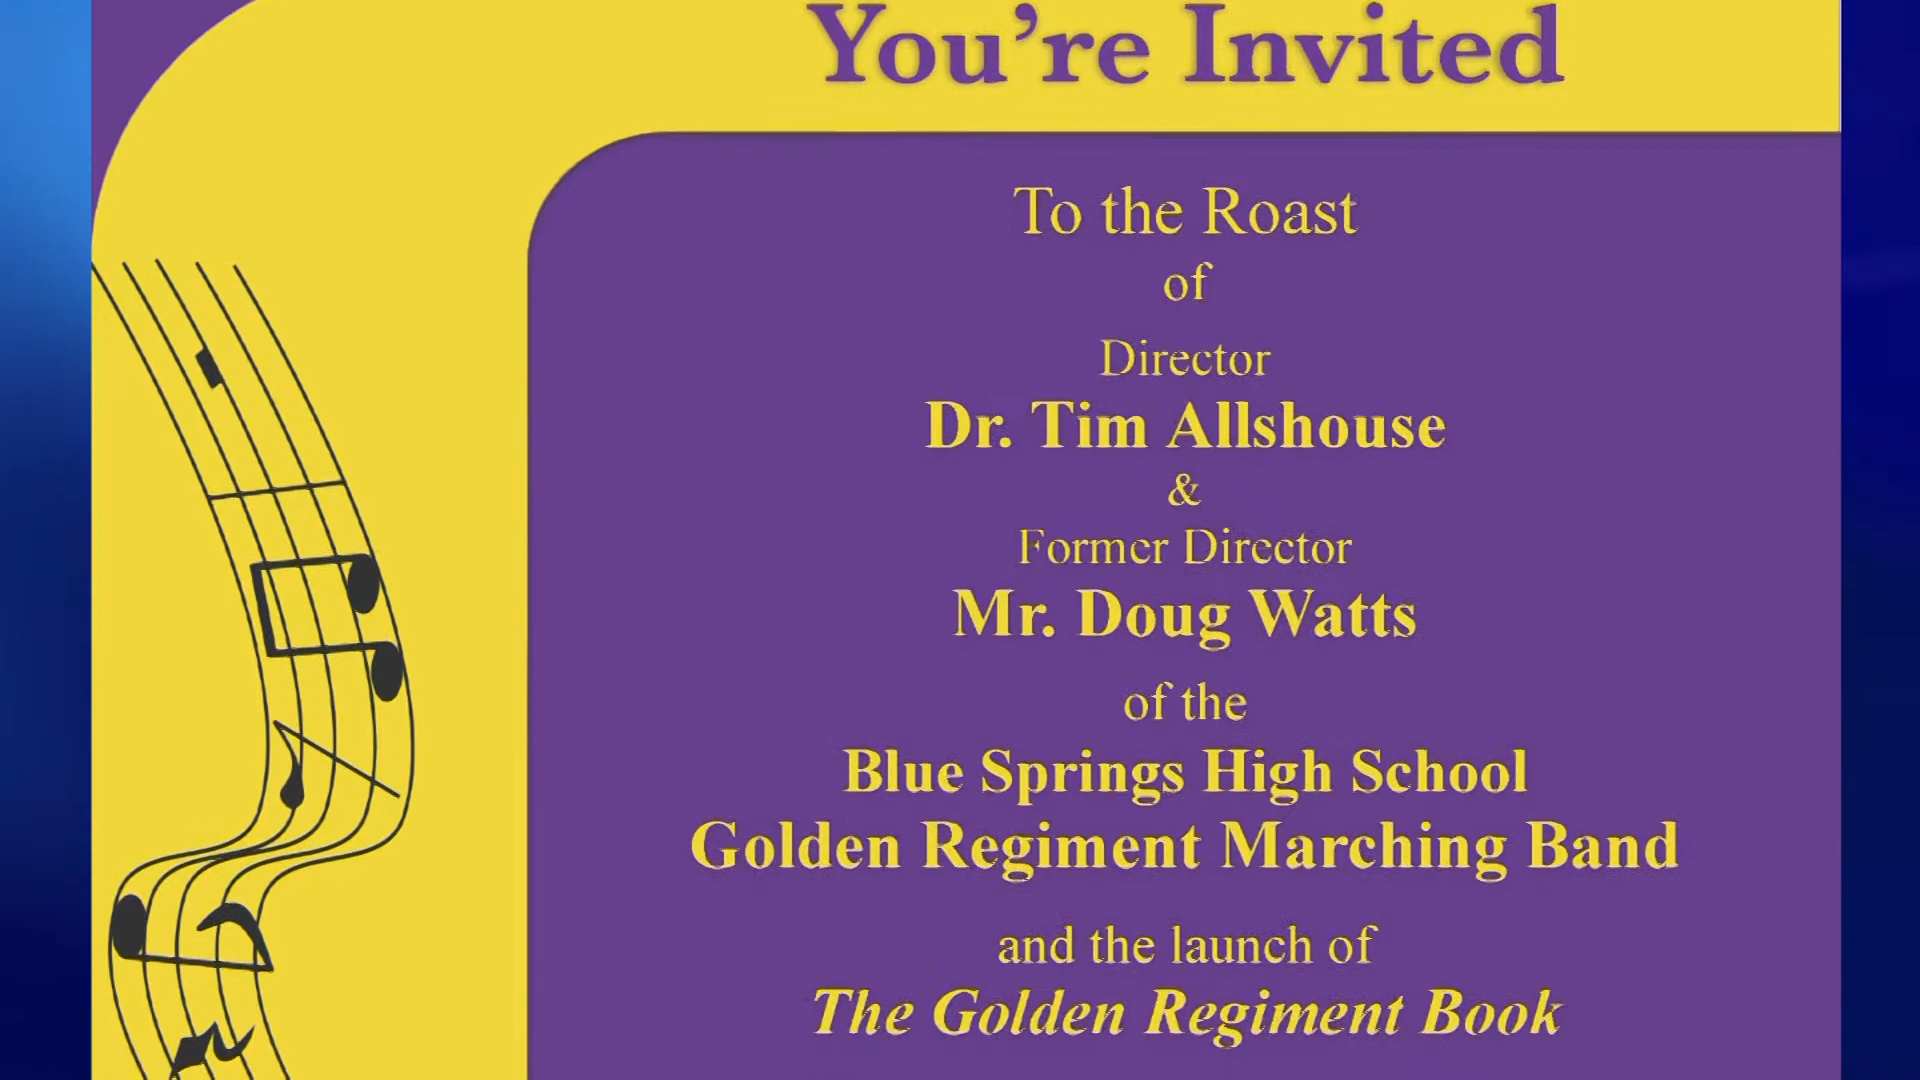 You’re Invited
To the Roast
of
Director
Dr. Tim Allshouse
&
Former Director
Mr. Doug Watts
of the
Blue Springs High School
Golden Regiment Marching Band
and the launch of
The Golden Regiment Book